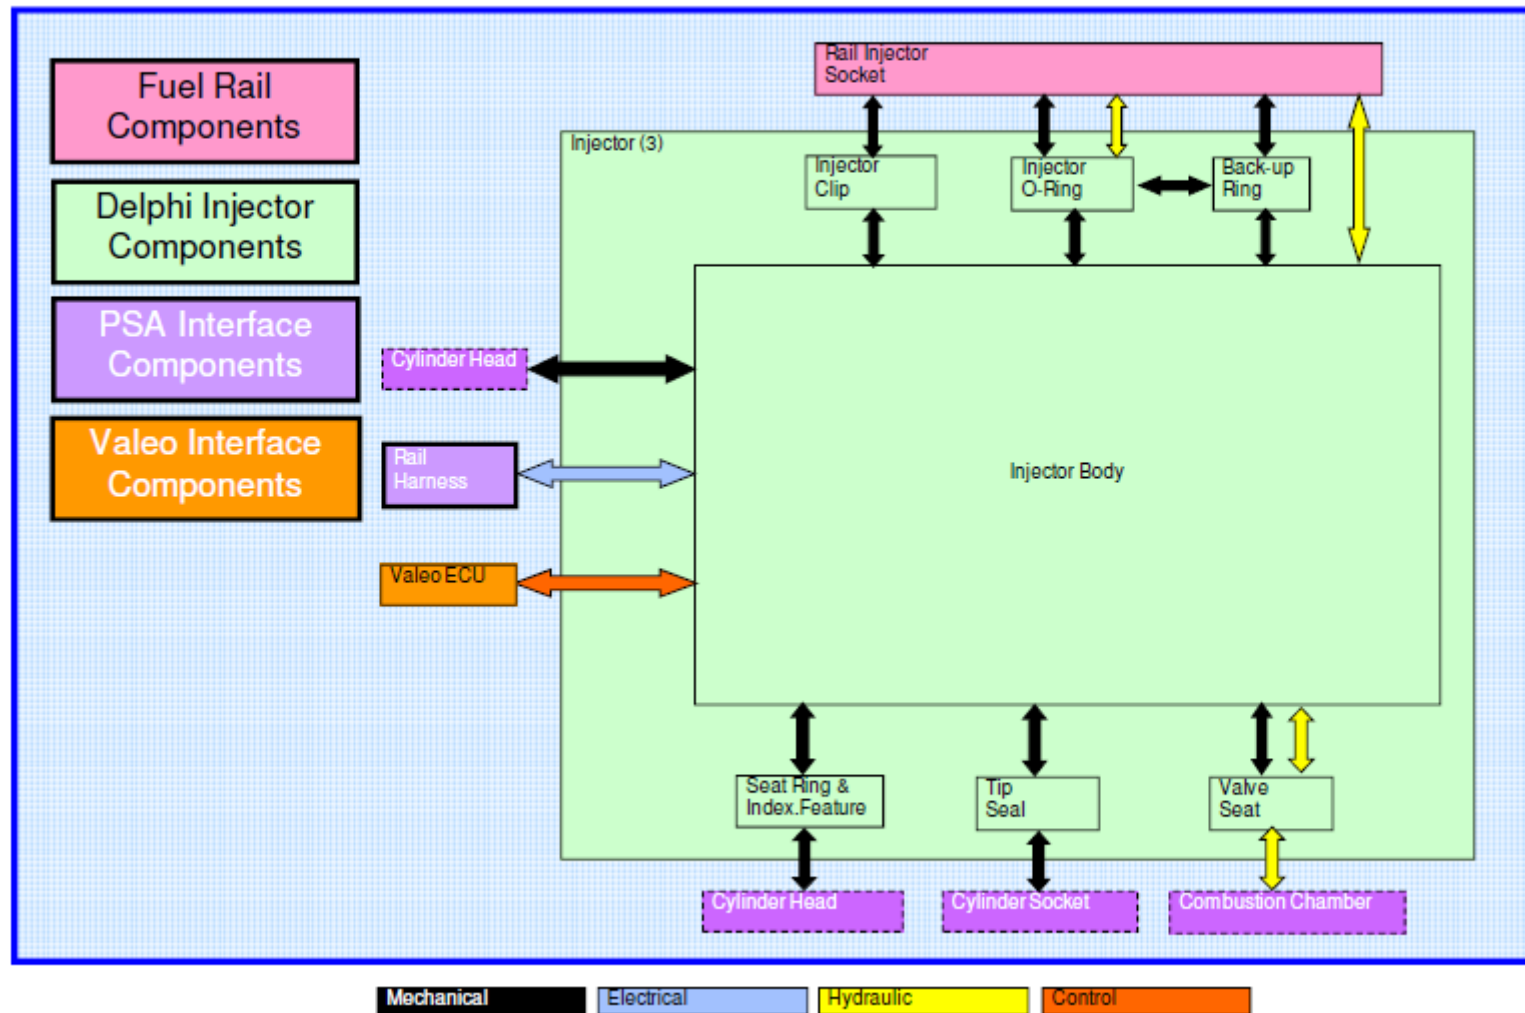 Fuel Rail
Components
Delphi Injector
Components
PSA Interface
Components
Valeo Interface
Components
Rail Injector
Socket
Injector (3)
Injector
Clip
Injector
O-Ring
Back-up
Ring
Cylinder Head
Rail
Harness
Valeo ECU
Injector Body
Seat Ring &
Index.Feature
Tip
Seal
Valve
Seat
Cylinder Head
Cylinder Socket
Combustion Chamber
Mechanical
Electrical
Hydraulic
Control